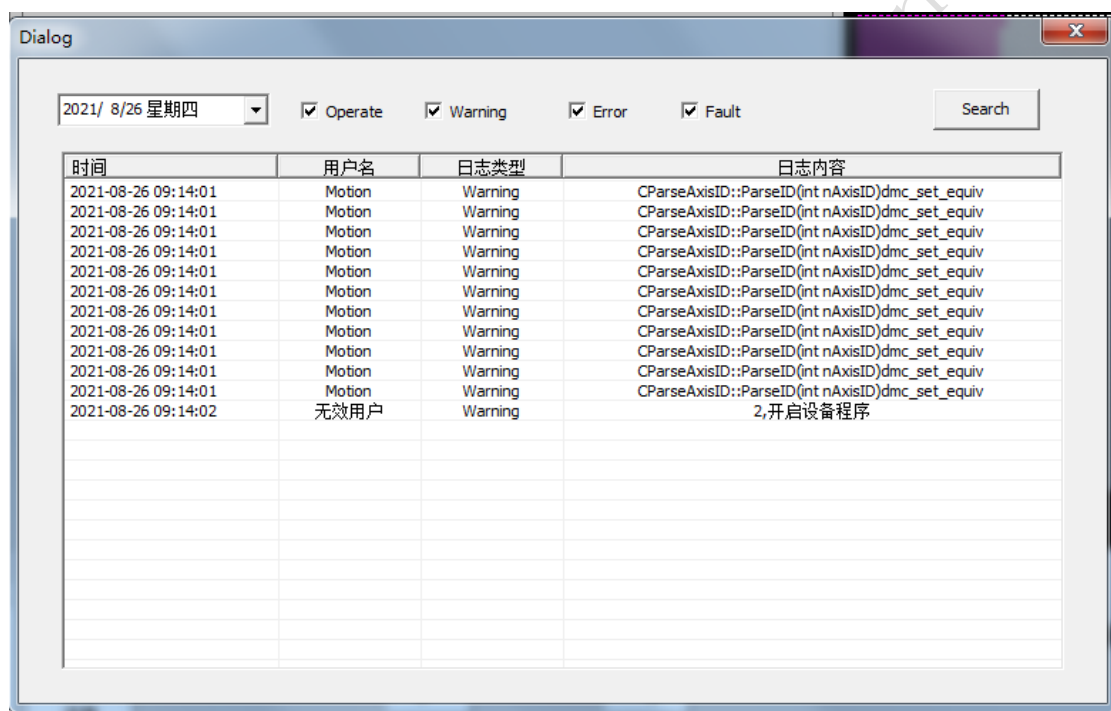 Dialog
2021/ 8/26 星期四 Operate Warning Error Fault Search
时间 用户名 日志类型 日志内容
2021-08-26 09:14:01 Motion Warning CParseAxisID::ParseID(int nAxisID)dmc_set_equiv
2021-08-26 09:14:01 Motion Warning CParseAxisID::ParseID(int nAxisID)dmc_set_equiv
2021-08-26 09:14:01 Motion Warning CParseAxisID::ParseID(int nAxisID)dmc_set_equiv
2021-08-26 09:14:01 Motion Warning CParseAxisID::ParseID(int nAxisID)dmc_set_equiv
2021-08-26 09:14:01 Motion Warning CParseAxisID::ParseID(int nAxisID)dmc_set_equiv
2021-08-26 09:14:01 Motion Warning CParseAxisID::ParseID(int nAxisID)dmc_set_equiv
2021-08-26 09:14:01 Motion Warning CParseAxisID::ParseID(int nAxisID)dmc_set_equiv
2021-08-26 09:14:01 Motion Warning CParseAxisID::ParseID(int nAxisID)dmc_set_equiv
2021-08-26 09:14:01 Motion Warning CParseAxisID::ParseID(int nAxisID)dmc_set_equiv
2021-08-26 09:14:01 Motion Warning CParseAxisID::ParseID(int nAxisID)dmc_set_equiv
2021-08-26 09:14:01 Motion Warning CParseAxisID::ParseID(int nAxisID)dmc_set_equiv
2021-08-26 09:14:02 无效用户 Warning 2,开启设备程序